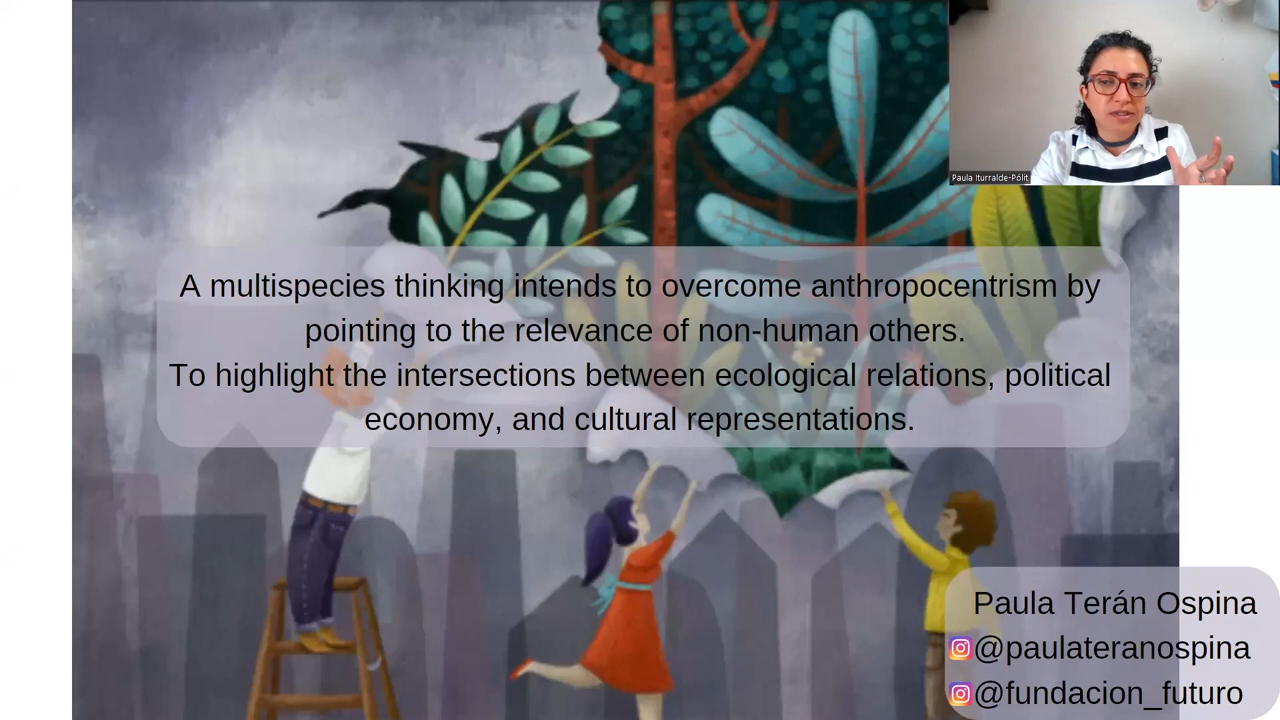 Paula Iturralde-Pólit
A multispecies thinking intends to overcome anthropocentrism by
pointing to the relevance of non-human others.
To highlight the intersections between ecological relations, political
economy, and cultural representations.
Paula Terán Ospina
@paulateranospina
@fundacion_futuro